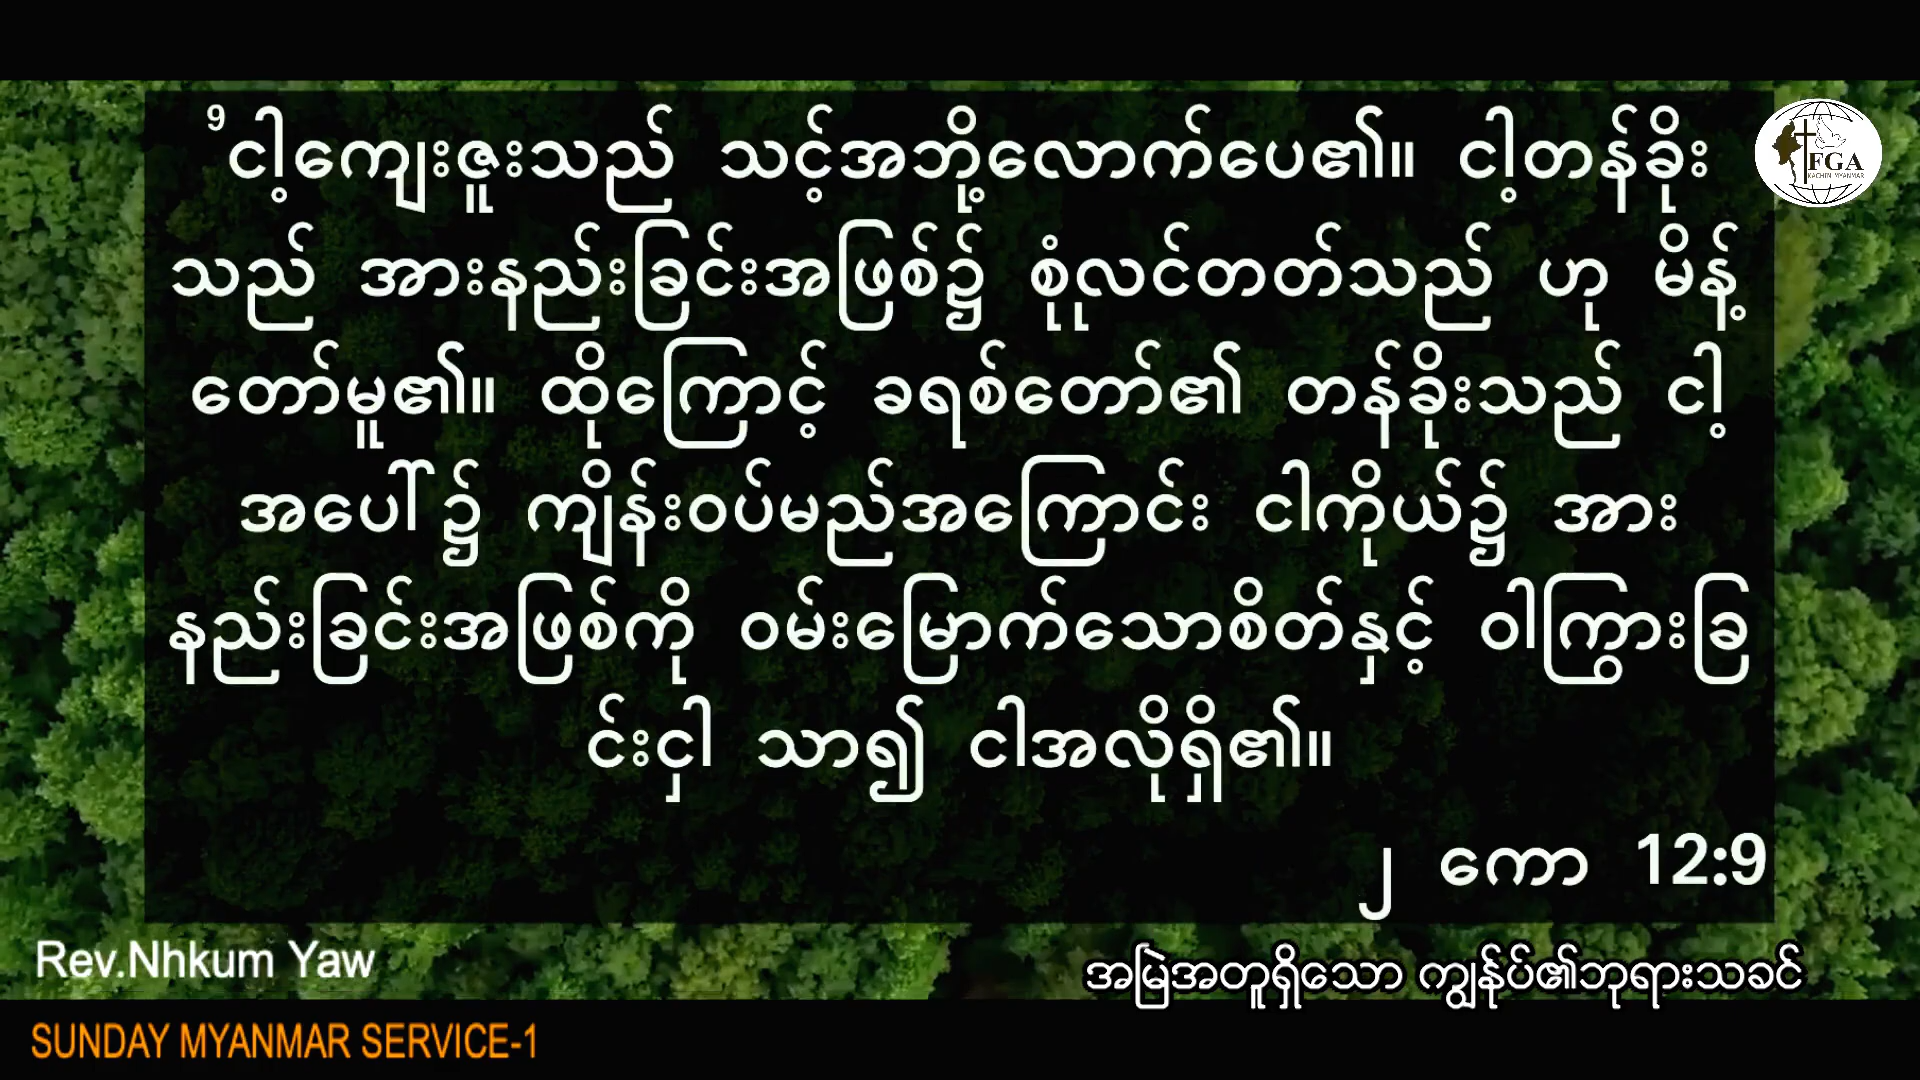 9 ငါ့ကျေးဇူးသည် သင့်အဘို့လောက်ပေ၏။ ငါ့တန်ခိုး
သည် အားနည်းခြင်းအဖြစ်၌ စုံလင်တတ်သည် ဟု မိန့်
တော်မူ၏။ ထိုကြောင့် ခရစ်တော်၏ တန်ခိုးသည် ငါ့
အပေါ်၌ ကျိန်းဝပ်မည်အကြောင်း ငါကိုယ်၌ အား
နည်းခြင်းအဖြစ်ကို ဝမ်းမြောက်သောစိတ်နှင့် ဝါကြွားခြ
င်းငှါ သာ၍ ငါအလိုရှိ၏။
၂ ကော 12:9
FGA
KACHIN MYANMAR
Rev.Nhkum Yaw
အမြဲအတူရှိသော ကျွန်ုပ်၏ဘုရားသခင်
SUNDAY MYANMAR SERVICE-1